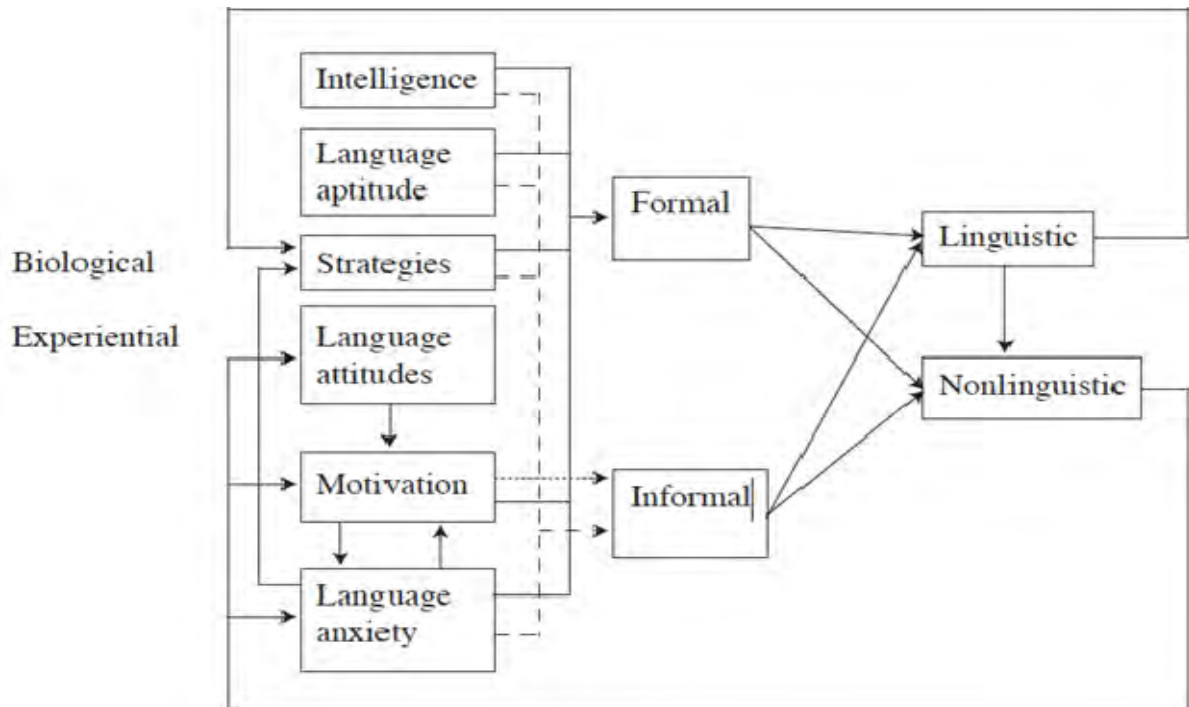 Biological
Experiential
Intelligence
Language
aptitude
Strategies
Language
attitudes
Motivation
Language
anxiety
Formal
Informal
Linguistic
Nonlinguistic